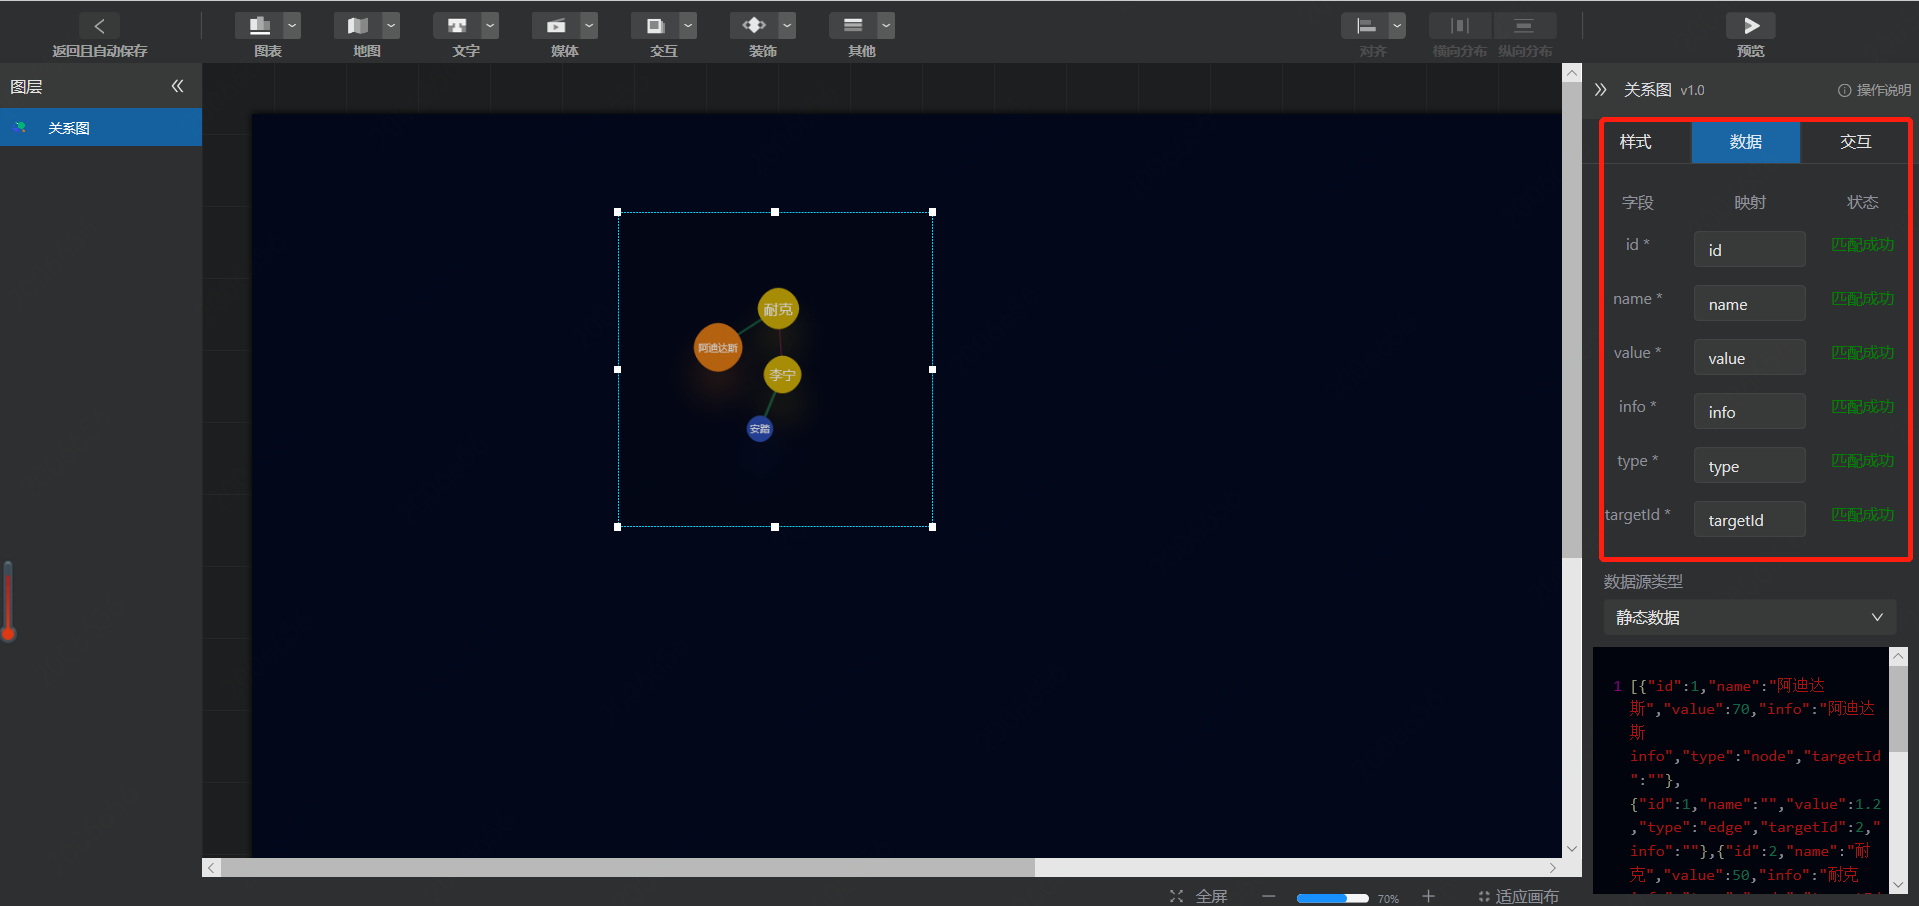 返回且自动保存
图表
地图
文字
媒体
交互
装饰
其他
对齐
横向分布
纵向分布
预览
图层
关系图
耐克
阿迪达斯
李宁
安踏
关系图 v1.0
操作说明
样式
数据
交互
字段
映射
状态
id *
id
匹配成功
name *
name
匹配成功
value *
value
匹配成功
info *
info
匹配成功
type *
type
匹配成功
targetId *
targetId
匹配成功
数据源类型
静态数据
1 [{"id":1,"name":"阿迪达
斯","value":70,"info":"阿迪达
斯
info","type":"node","targetId
":""},
{"id":1,"name":"","value":1.2
,"type":"edge","targetId":2,"
info":""},{"id":2,"name":"耐
克","value":50,"info":"耐克
全屏
70%
适应画布